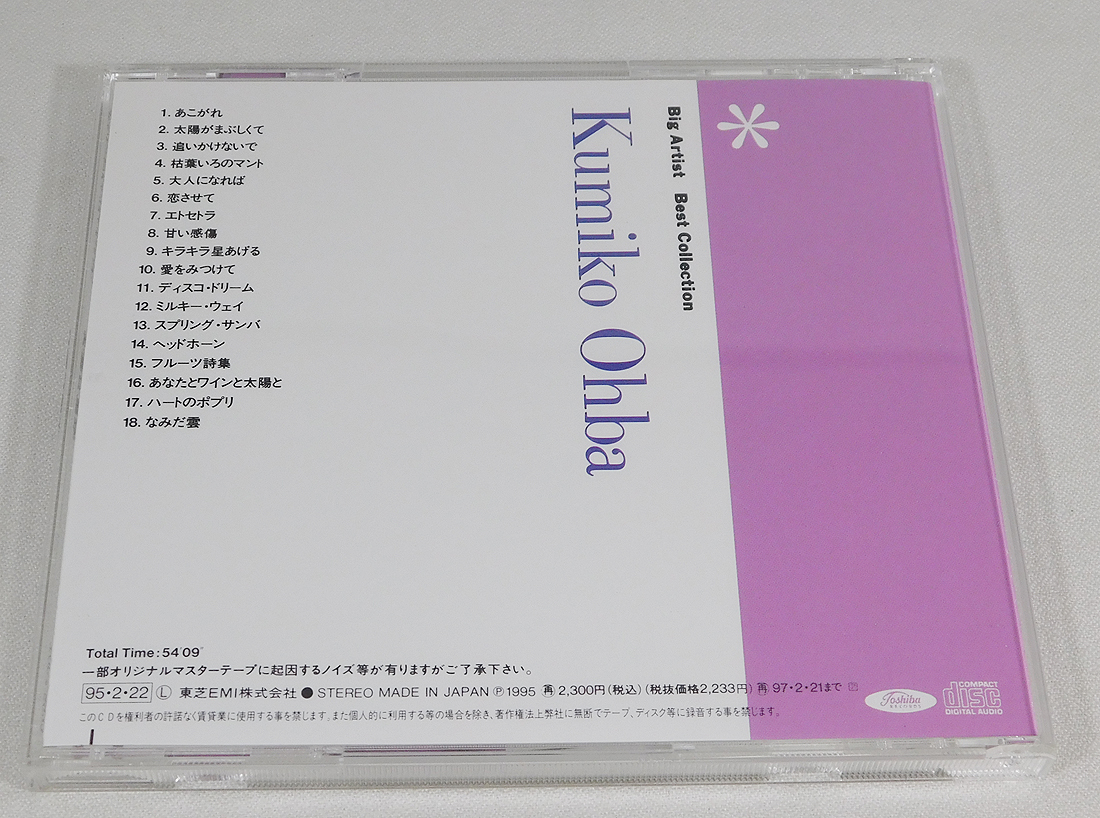 1. あこがれ
2. 太陽がまぶしくて
3. 追いかけないで
4. 枯葉いろのマント
5. 大人になれば
6. 恋させて
7. エトセトラ
8. 甘い感傷
9. キラキラ星あげる
10. 愛をみつけて
11. ディスコ・ドリーム
12. ミルキー・ウェイ
13. スプリング・サンバ
14. ヘッドホーン
15. フルーツ詩集
16. あなたとワインと太陽と
17. ハートのポプリ
18. なみだ雲
Big Artist Best Collection
Kumiko Ohba
Total Time:54'09"
一部オリジナルマスターテープに起因するノイズ等が有りますがご了承下さい。
95・2・22 Ⓛ 東芝EMI株式会社 ● STEREO MADE IN JAPAN ℗1995 ㊢2,300円(税込)(税抜価格2,233円) ㊢97・2・21まで
このCDを権利者の許諾なく賃貸業に使用する事を禁じます。また個人的に利用する等の場合を除き、著作権法上弊社に無断でテープ、ディスク等に録音する事を禁じます。
Toshiba
RECORDS
COMPACT
disc
DIGITAL AUDIO